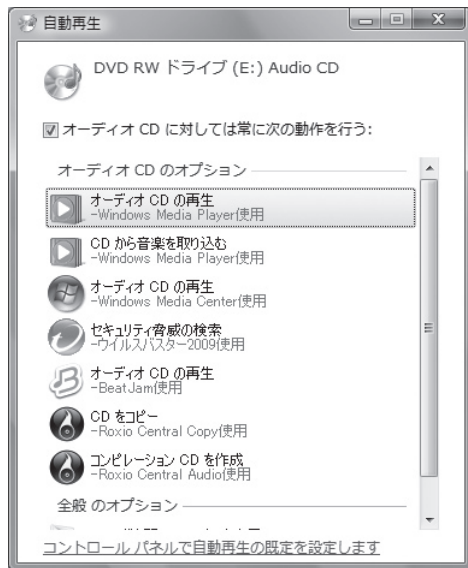 自動再生
DVD RW ドライブ (E:) Audio CD
オーディオ CD に対しては常に次の動作を行う:
オーディオ CD のオプション
オーディオ CD の再生
-Windows Media Player使用
CD から音楽を取り込む
-Windows Media Player使用
オーディオ CD の再生
-Windows Media Center使用
セキュリティ脅威の検索
-ウイルスバスター2009使用
オーディオ CD の再生
-BeatJam使用
CD をコピー
-Roxio Central Copy使用
コンピレーション CD を作成
-Roxio Central Audio使用
全般 のオプション
コントロール パネルで自動再生の既定を設定します